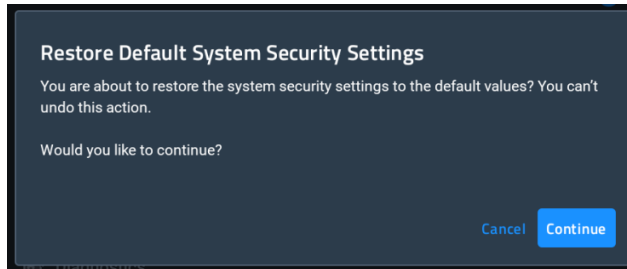 Restore Default System Security Settings
You are about to restore the system security settings to the default values? You can't
undo this action.
Would you like to continue?
Cancel Continue